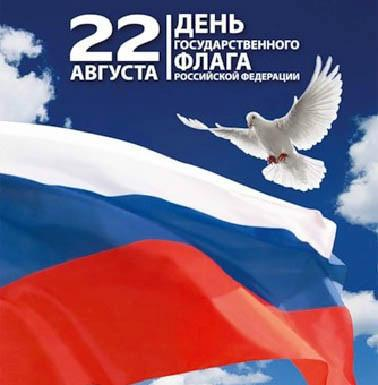 22
АВГУСТА
ДЕНЬ
ГОСУДАРСТВЕННОГО
ФЛАГА
РОССИЙСКОЙ ФЕДЕРАЦИИ